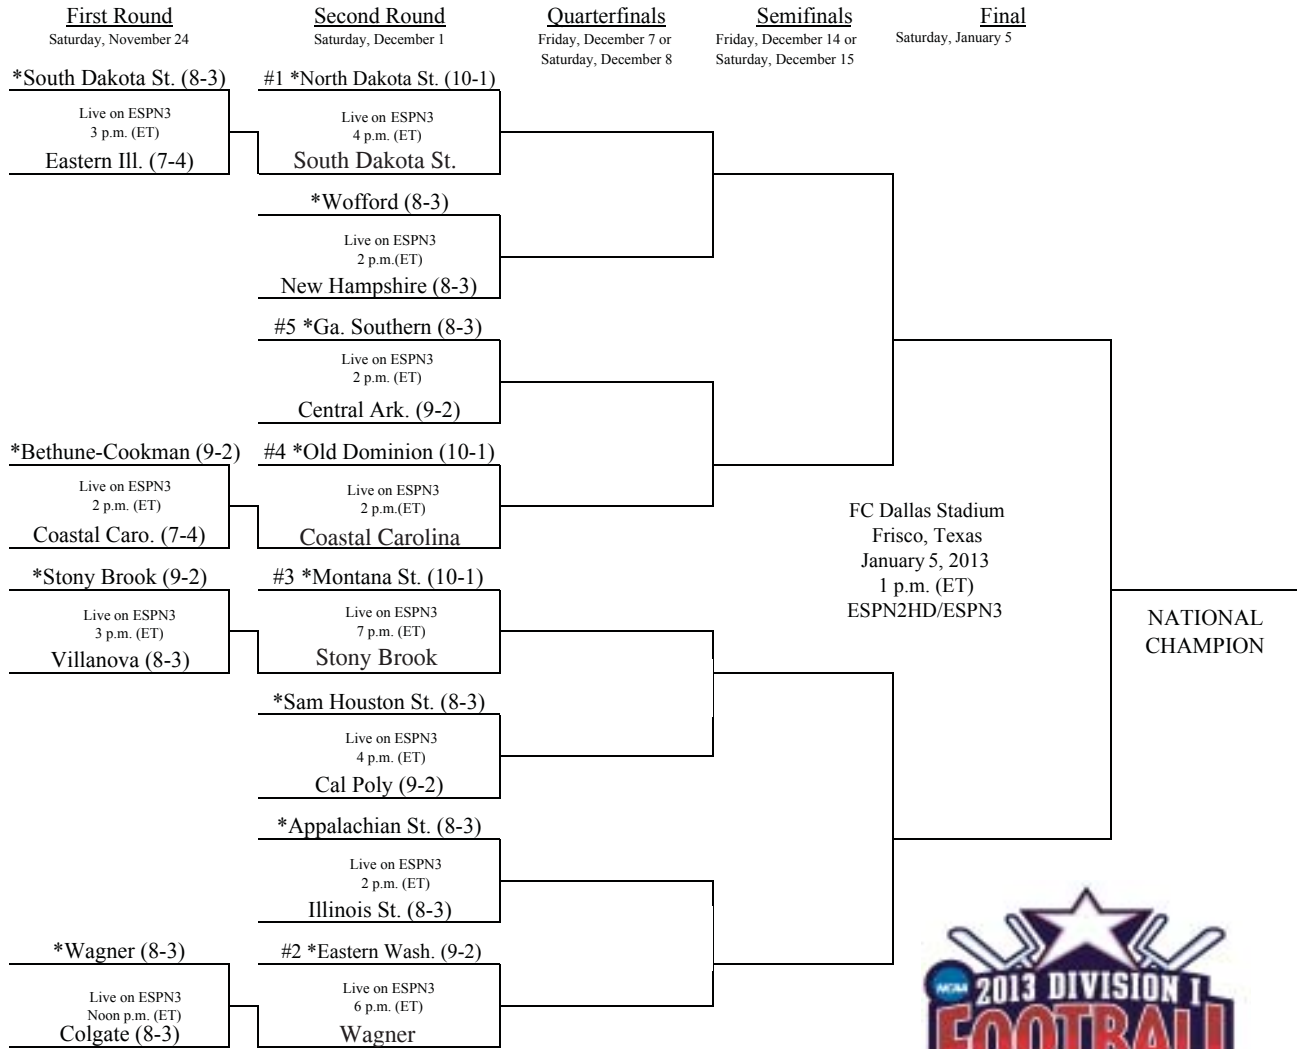 First Round
Saturday, November 24
Second Round
Saturday, December 1
Quarterfinals
Friday, December 7 or
Saturday, December 8
Semifinals
Friday, December 14 or
Saturday, December 15
Final
Saturday, January 5
*South Dakota St. (8-3)
Live on ESPN3
3 p.m. (ET)
Eastern Ill. (7-4)
#1 *North Dakota St. (10-1)
Live on ESPN3
4 p.m. (ET)
South Dakota St.
*Wofford (8-3)
Live on ESPN3
2 p.m.(ET)
New Hampshire (8-3)
#5 *Ga. Southern (8-3)
Live on ESPN3
2 p.m. (ET)
Central Ark. (9-2)
*Bethune-Cookman (9-2)
Live on ESPN3
2 p.m. (ET)
Coastal Caro. (7-4)
#4 *Old Dominion (10-1)
Live on ESPN3
2 p.m.(ET)
Coastal Carolina
*Stony Brook (9-2)
Live on ESPN3
3 p.m. (ET)
Villanova (8-3)
#3 *Montana St. (10-1)
Live on ESPN3
7 p.m. (ET)
Stony Brook
*Sam Houston St. (8-3)
Live on ESPN3
4 p.m. (ET)
Cal Poly (9-2)
*Appalachian St. (8-3)
Live on ESPN3
2 p.m. (ET)
Illinois St. (8-3)
*Wagner (8-3)
Live on ESPN3
Noon p.m. (ET)
Colgate (8-3)
#2 *Eastern Wash. (9-2)
Live on ESPN3
6 p.m. (ET)
Wagner
FC Dallas Stadium
Frisco, Texas
January 5, 2013
1 p.m. (ET)
ESPN2HD/ESPN3
NATIONAL
CHAMPION
NCAA
2013 DIVISION I
FOOTBALL